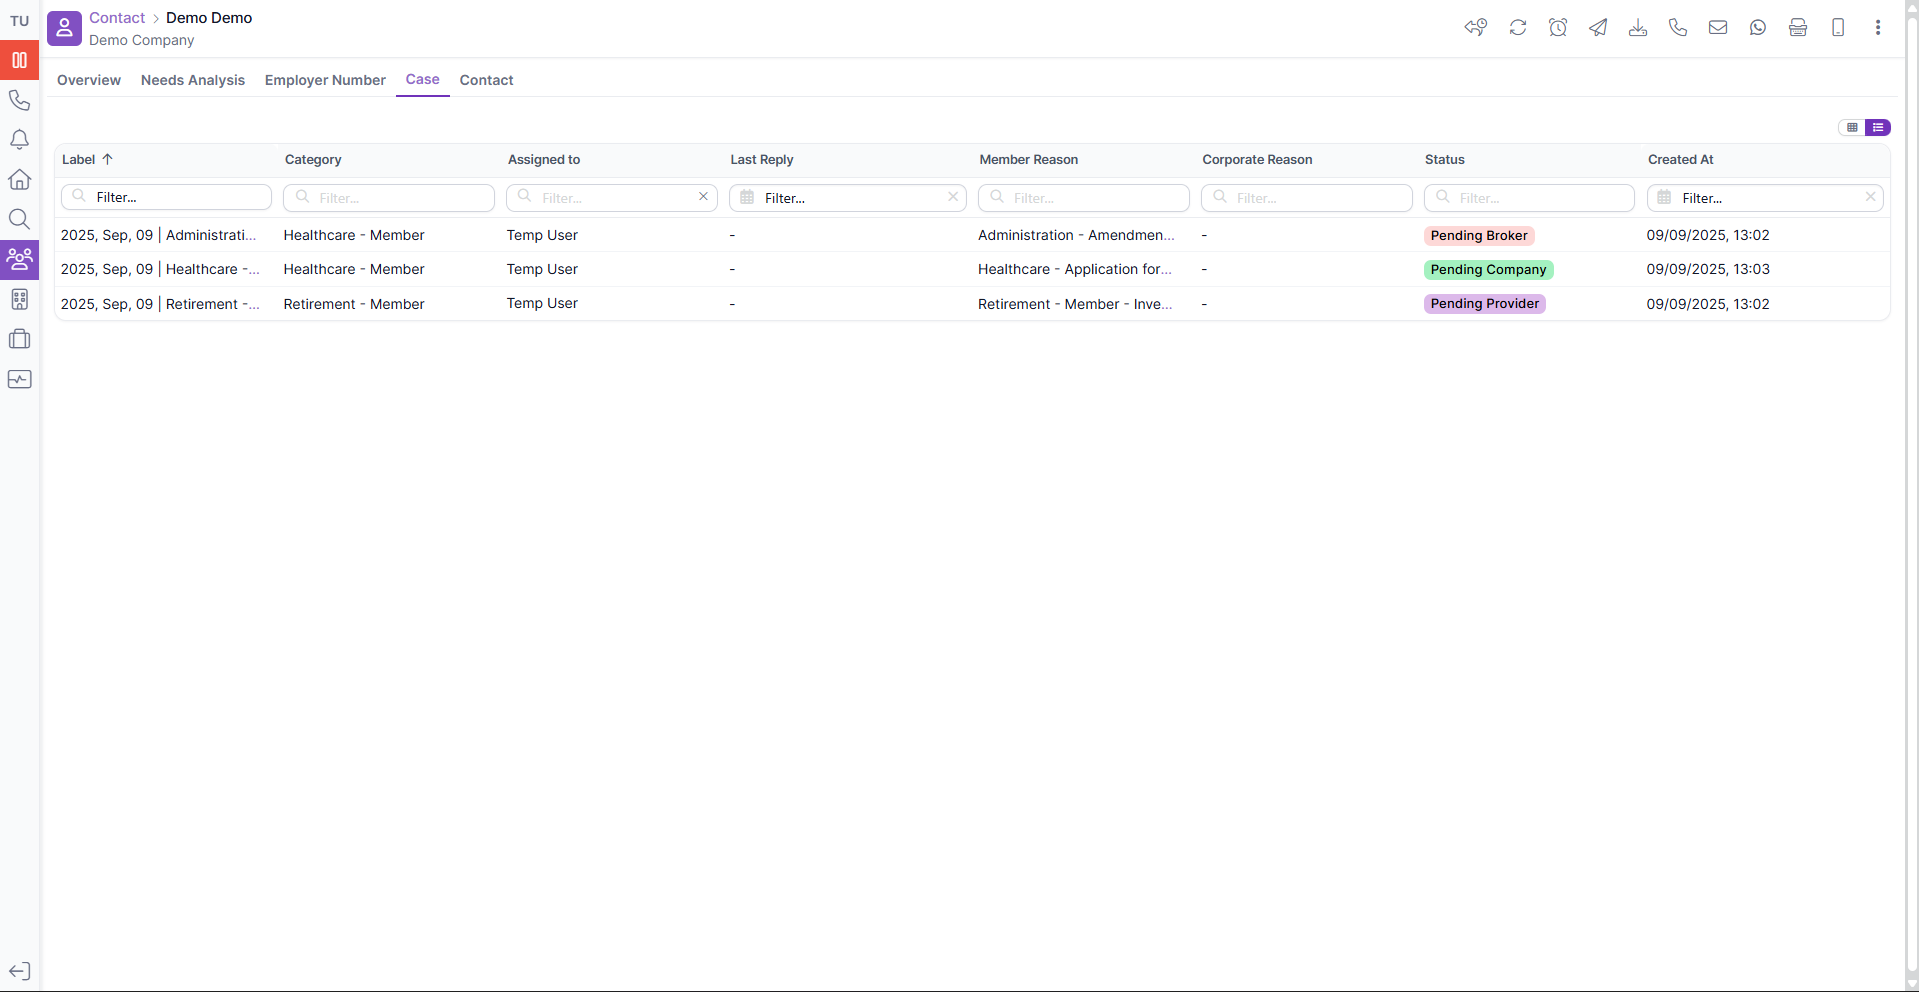 TU
Contact > Demo Demo
Demo Company
Overview Needs Analysis Employer Number Case Contact
Label Category Assigned to Last Reply Member Reason Corporate Reason Status Created At
Filter... Filter... Filter... Filter... Filter... Filter... Filter... Filter...
2025, Sep, 09 | Administrati... Healthcare - Member Temp User - Administration - Amendmen... - Pending Broker 09/09/2025, 13:02
2025, Sep, 09 | Healthcare -... Healthcare - Member Temp User - Healthcare - Application for... - Pending Company 09/09/2025, 13:03
2025, Sep, 09 | Retirement -... Retirement - Member Temp User - Retirement - Member - Inve... - Pending Provider 09/09/2025, 13:02